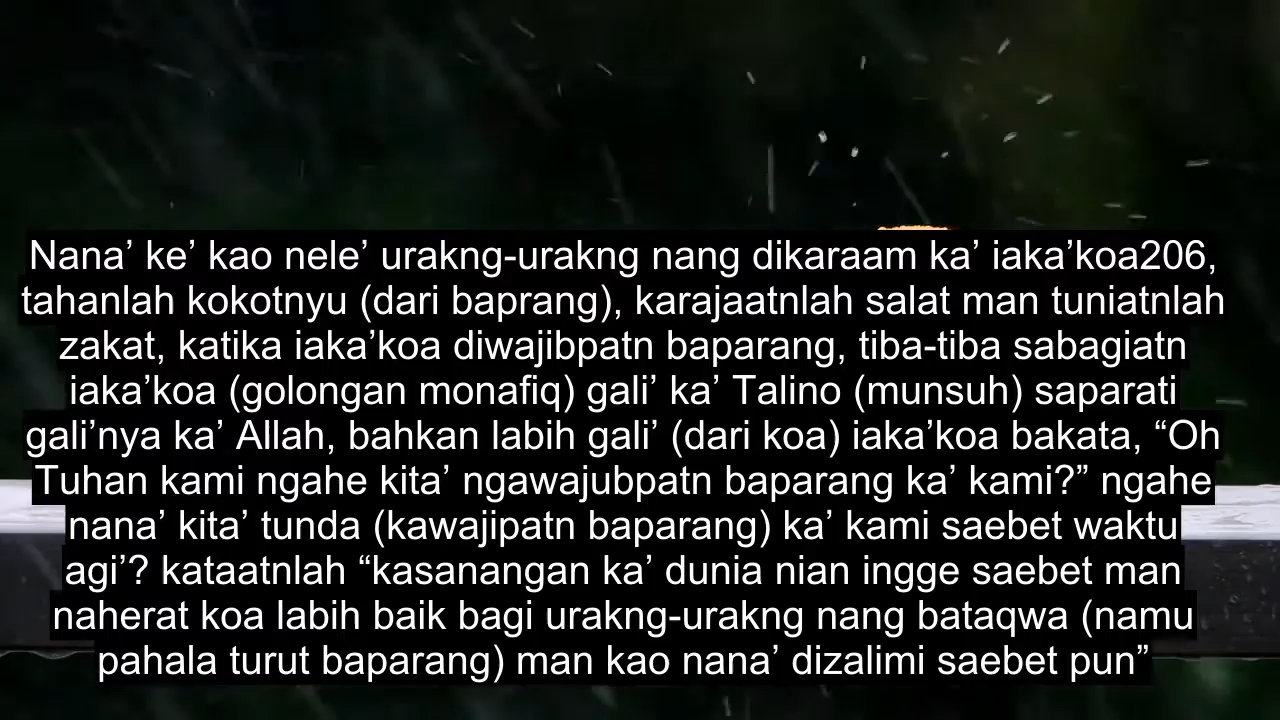 Nana’ ke’ kao nele’ urakng-urakng nang dikaraam ka’ iaka’koa206,
tahanlah kokotnyu (dari baprang), karajaatnlah salat man tuniatnlah
zakat, katika iaka’koa diwajibpatn baparang, tiba-tiba sabagiatn
iaka’koa (golongan monafiq) gali’ ka’ Talino (munsuh) saparati
gali’nya ka’ Allah, bahkan labih gali’ (dari koa) iaka’koa bakata, “Oh
Tuhan kami ngahe kita’ ngawajubpatn baparang ka’ kami?” ngahe
nana’ kita’ tunda (kawajipatn baparang) ka’ kami saebet waktu
agi’? kataatnlah “kasanangan ka’ dunia nian ingge saebet man
naherat koa labih baik bagi urakng-urakng nang bataqwa (namu
pahala turut baparang) man kao nana’ dizalimi saebet pun”